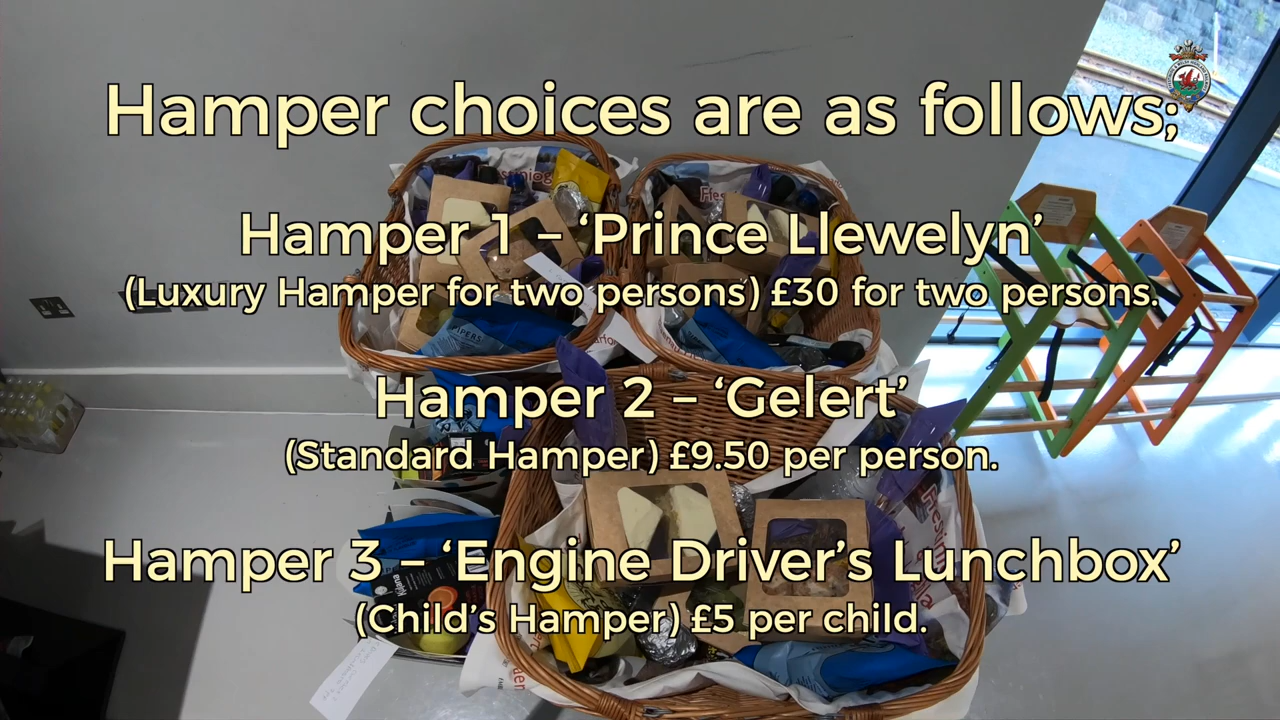 Hamper choices are as follows;
Hamper 1 – ‘Prince Llewelyn’
(Luxury Hamper for two persons) £30 for two persons.
Hamper 2 – ‘Gelert’
(Standard Hamper) £9.50 per person.
Hamper 3 – ‘Engine Driver’s Lunchbox’
(Child’s Hamper) £5 per child.
PIPERS